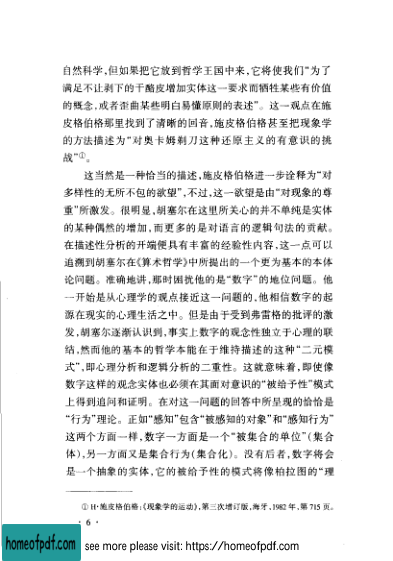 自然科学,但如果把它放到哲学王国中来,它将使我们“为了
满足不让剥下的干酪皮增加实体这一要求而牺牲某些有价值
的概念,或者歪曲某些明白易懂原则的表述”。这一观点在施
皮格伯格那里找到了清晰的回音,施皮格伯格甚至把现象学
的方法描述为“对奥卡姆剃刀这种还原主义的有意识的挑
战”①。
这当然是一种恰当的描述,施皮格伯格进一步诠释为“对
多样性的无所不包的欲望”,不过,这一欲望是由“对现象的尊
重”所激发。很明显,胡塞尔在这里所关心的并不单纯是实体
的某种偶然的增加,而更多的是对语言的逻辑句法的贡献。
在描述性分析的开端便具有丰富的经验性内容,这一点可以
追溯到胡塞尔在《算术哲学》中所提出的一个更为基本的本体
论问题。准确地讲,那时困扰他的是“数字”的地位问题。他
一开始是从心理学的观点接近这一问题的,他相信数字的起
源在现实的心理生活之中。但是由于受到弗雷格的批评的激
发,胡塞尔逐渐认识到,事实上数字的观念性独立于心理的联
结,然而他的基本的哲学本能在于维持描述的这种“二元模
式”,即心理分析和逻辑分析的二重性。这就意味着,即使像
数字这样的观念实体也必须在其面对意识的“被给予性”模式
上得到追问和证明。在对这一问题的回答中所呈现的恰恰是
“行为”理论。正如“感知”包含“被感知的对象”和“感知行为”
这两个方面一样,数字一方面是一个“被集合的单位”(集合
体),另一方面又是集合行为(集合化)。没有后者,数字将会
是一个抽象的实体,它的被给予性的模式将像柏拉图的“理
① H·施皮格伯格:《现象学的运动》,第三次增订版,海牙,1982 年,第 715 页。
· 6 ·
homeofpdf.com see more please visit: https://homeofpdf.com